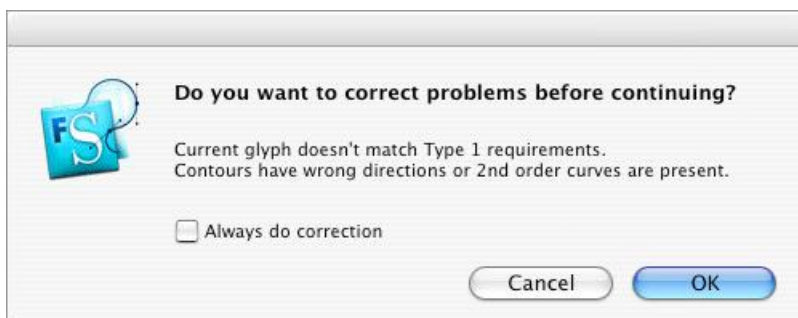 FS
Do you want to correct problems before continuing?
Current glyph doesn't match Type 1 requirements.
Contours have wrong directions or 2nd order curves are present.
Always do correction
Cancel OK